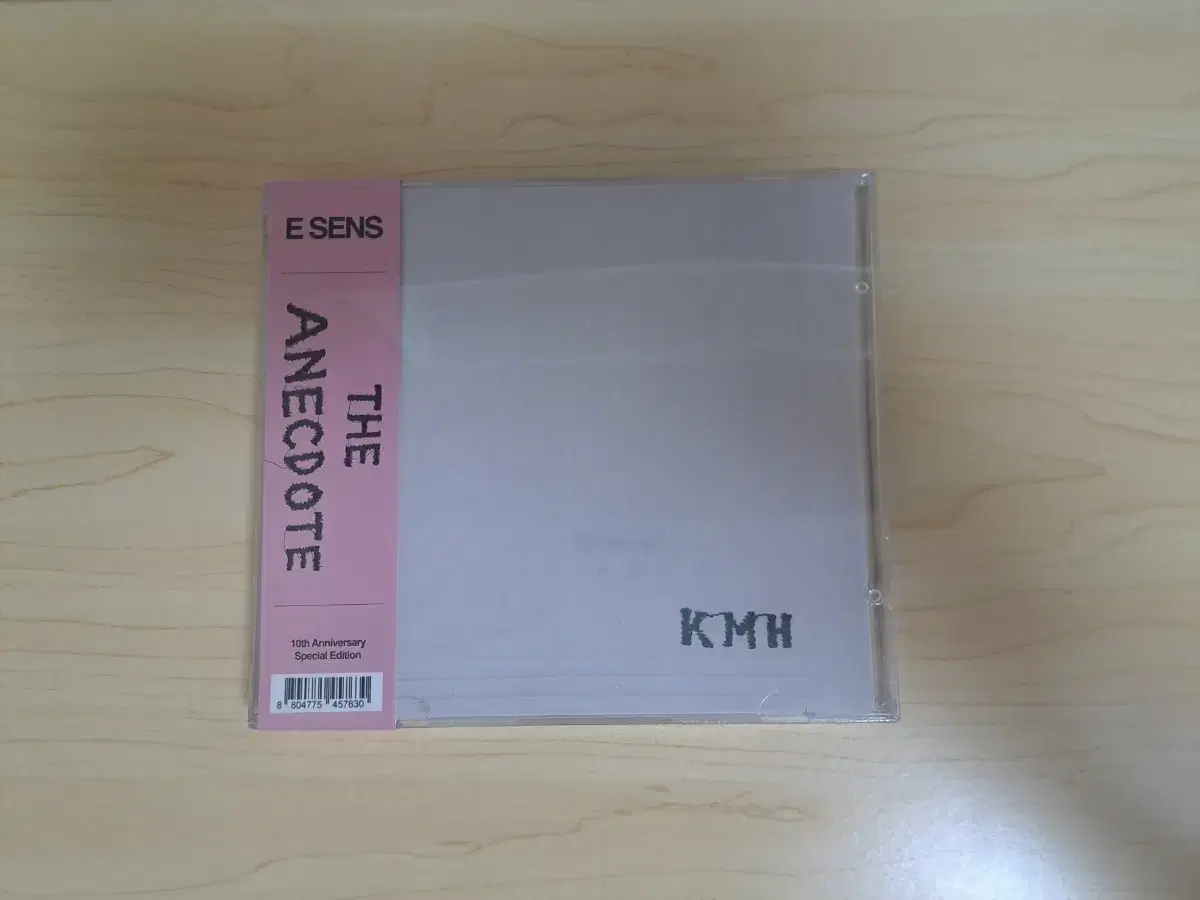 E SENS
THE
ANECDOTE
10th Anniversary
Special Edition
8 804775 457630
KMH